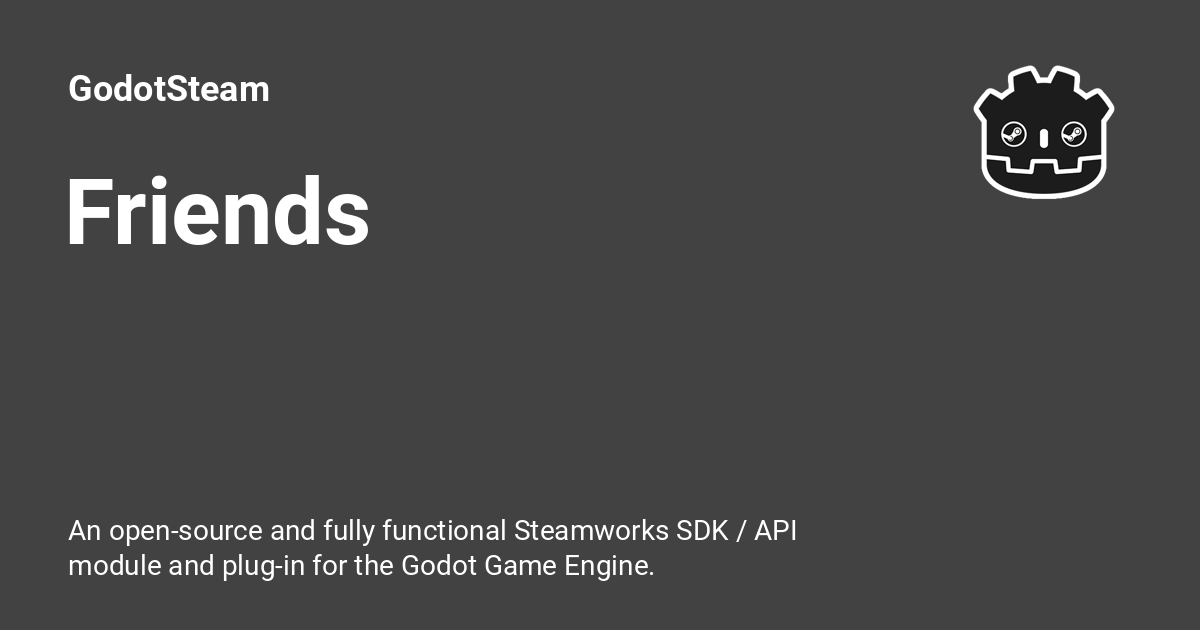 GodotSteam
Friends
An open-source and fully functional Steamworks SDK / API
module and plug-in for the Godot Game Engine.